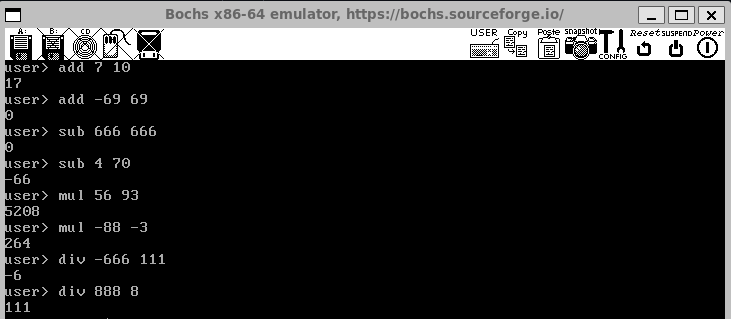 Bochs x86-64 emulator, https://bochs.sourceforge.io/
A: B: CD USER Copy Paste snapshot CONFIG Reset SUSPEND Power
user> add 7 10
17
user> add -69 69
0
user> sub 666 666
0
user> sub 4 70
-66
user> mul 56 93
5208
user> mul -88 -3
264
user> div -666 111
-6
user> div 888 8
111